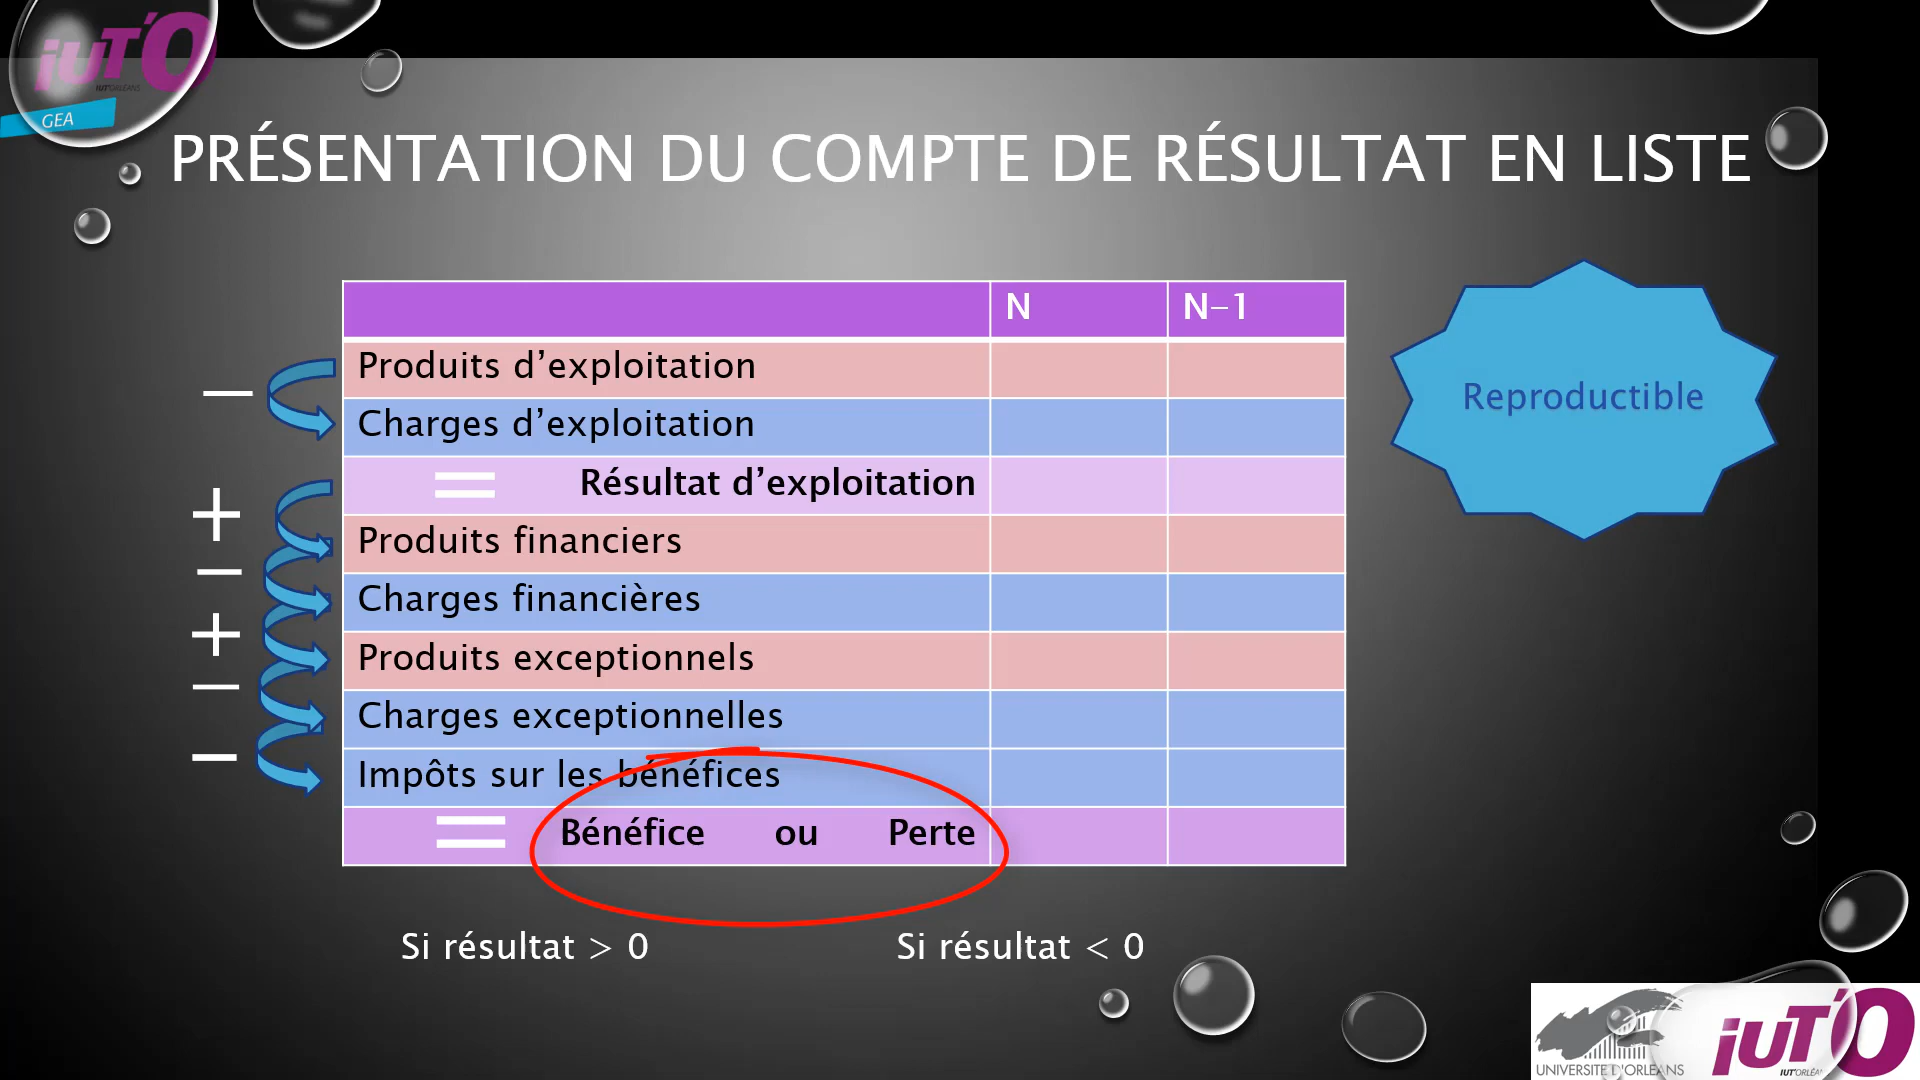 iUT'O
IUT'ORLÉANS
GEA
PRÉSENTATION DU COMPTE DE RÉSULTAT EN LISTE
N N-1
− Produits d’exploitation
Charges d’exploitation
= Résultat d’exploitation
+ Produits financiers
− Charges financières
+ Produits exceptionnels
− Charges exceptionnelles
− Impôts sur les bénéfices
= Bénéfice ou Perte
Reproductible
Si résultat > 0 Si résultat < 0
UNIVERSITÉ D'ORLÉANS
iUT'O